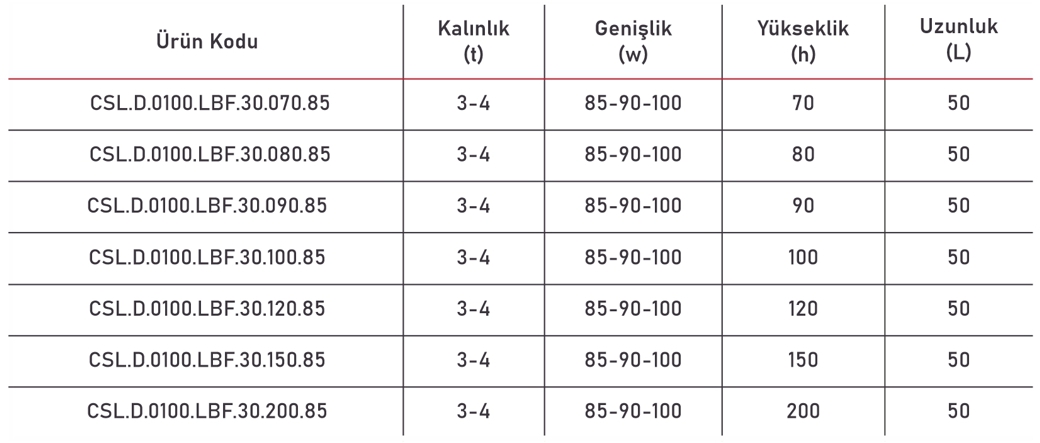 Ürün Kodu Kalınlık (t) Genişlik (w) Yükseklik (h) Uzunluk (L)
CSL.D.0100.LBF.30.070.85 3-4 85-90-100 70 50
CSL.D.0100.LBF.30.080.85 3-4 85-90-100 80 50
CSL.D.0100.LBF.30.090.85 3-4 85-90-100 90 50
CSL.D.0100.LBF.30.100.85 3-4 85-90-100 100 50
CSL.D.0100.LBF.30.120.85 3-4 85-90-100 120 50
CSL.D.0100.LBF.30.150.85 3-4 85-90-100 150 50
CSL.D.0100.LBF.30.200.85 3-4 85-90-100 200 50